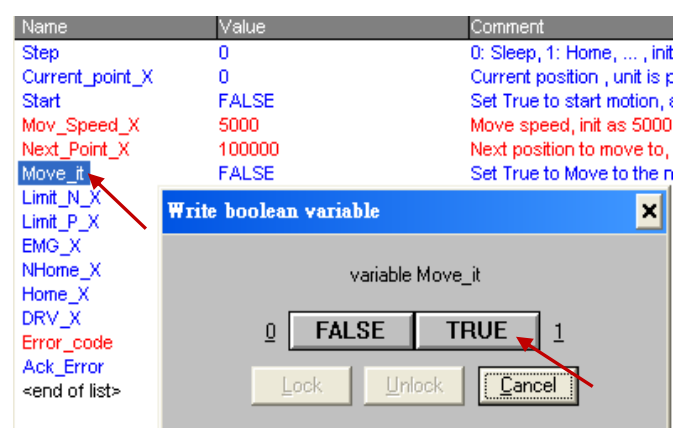 Name Value Comment
Step 0 0: Sleep, 1: Home, ... , init
Current_point_X 0 Current position , unit is p
Start FALSE Set True to start motion, a
Mov_Speed_X 5000 Move speed, init as 5000
Next_Point_X 100000 Next position to move to,
Move_it FALSE Set True to Move to the n
Limit_N_X
Limit_P_X
EMG_X
NHome_X
Home_X
DRV_X
Error_code
Ack_Error
<end of list>
Write boolean variable
variable Move_it
0 FALSE TRUE 1
Lock Unlock Cancel